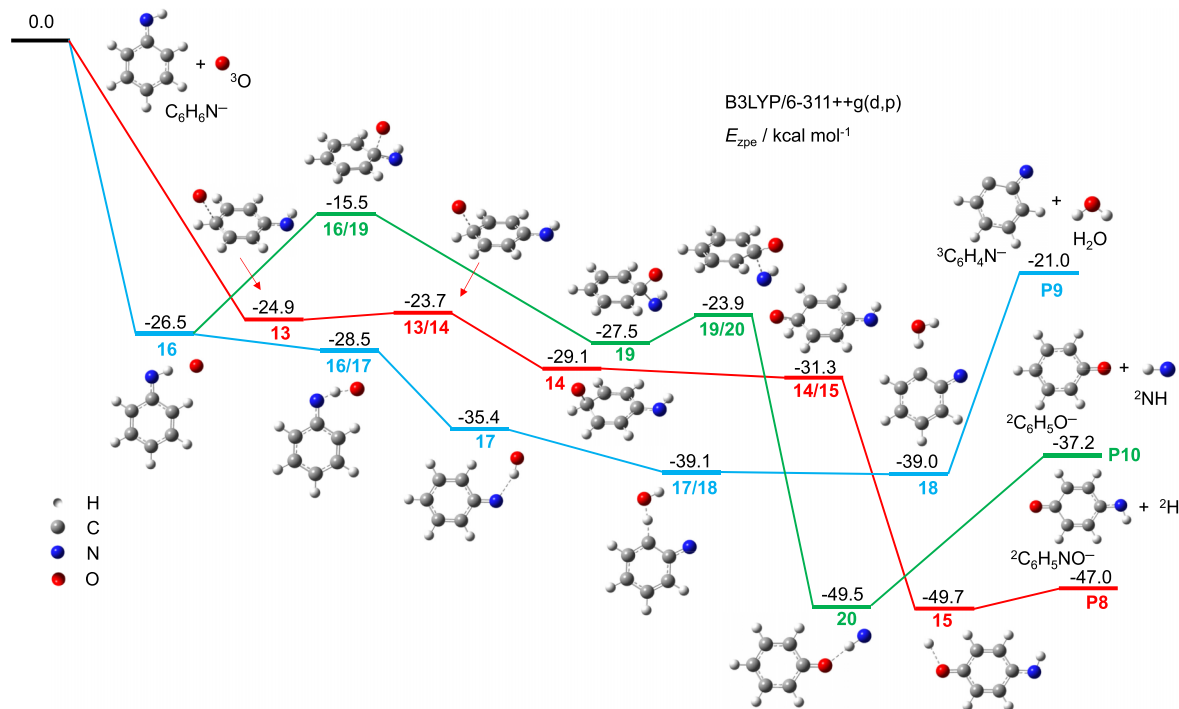 0.0
+
³O
C₆H₆N–
B3LYP/6-311++g(d,p)
E_zpe / kcal mol⁻¹
-15.5
16/19
+
³C₆H₄N–
H2O
-21.0
P9
-24.9
13
-23.7
13/14
-23.9
19/20
-26.5
16
-28.5
16/17
-27.5
19
-29.1
14
-31.3
14/15
+
²C₆H₅O–
²NH
-35.4
17
-37.2
P10
-39.1
17/18
-39.0
18
H
C
N
O
+ ²H
²C₆H₅NO–
-49.5
20
-49.7
15
-47.0
P8